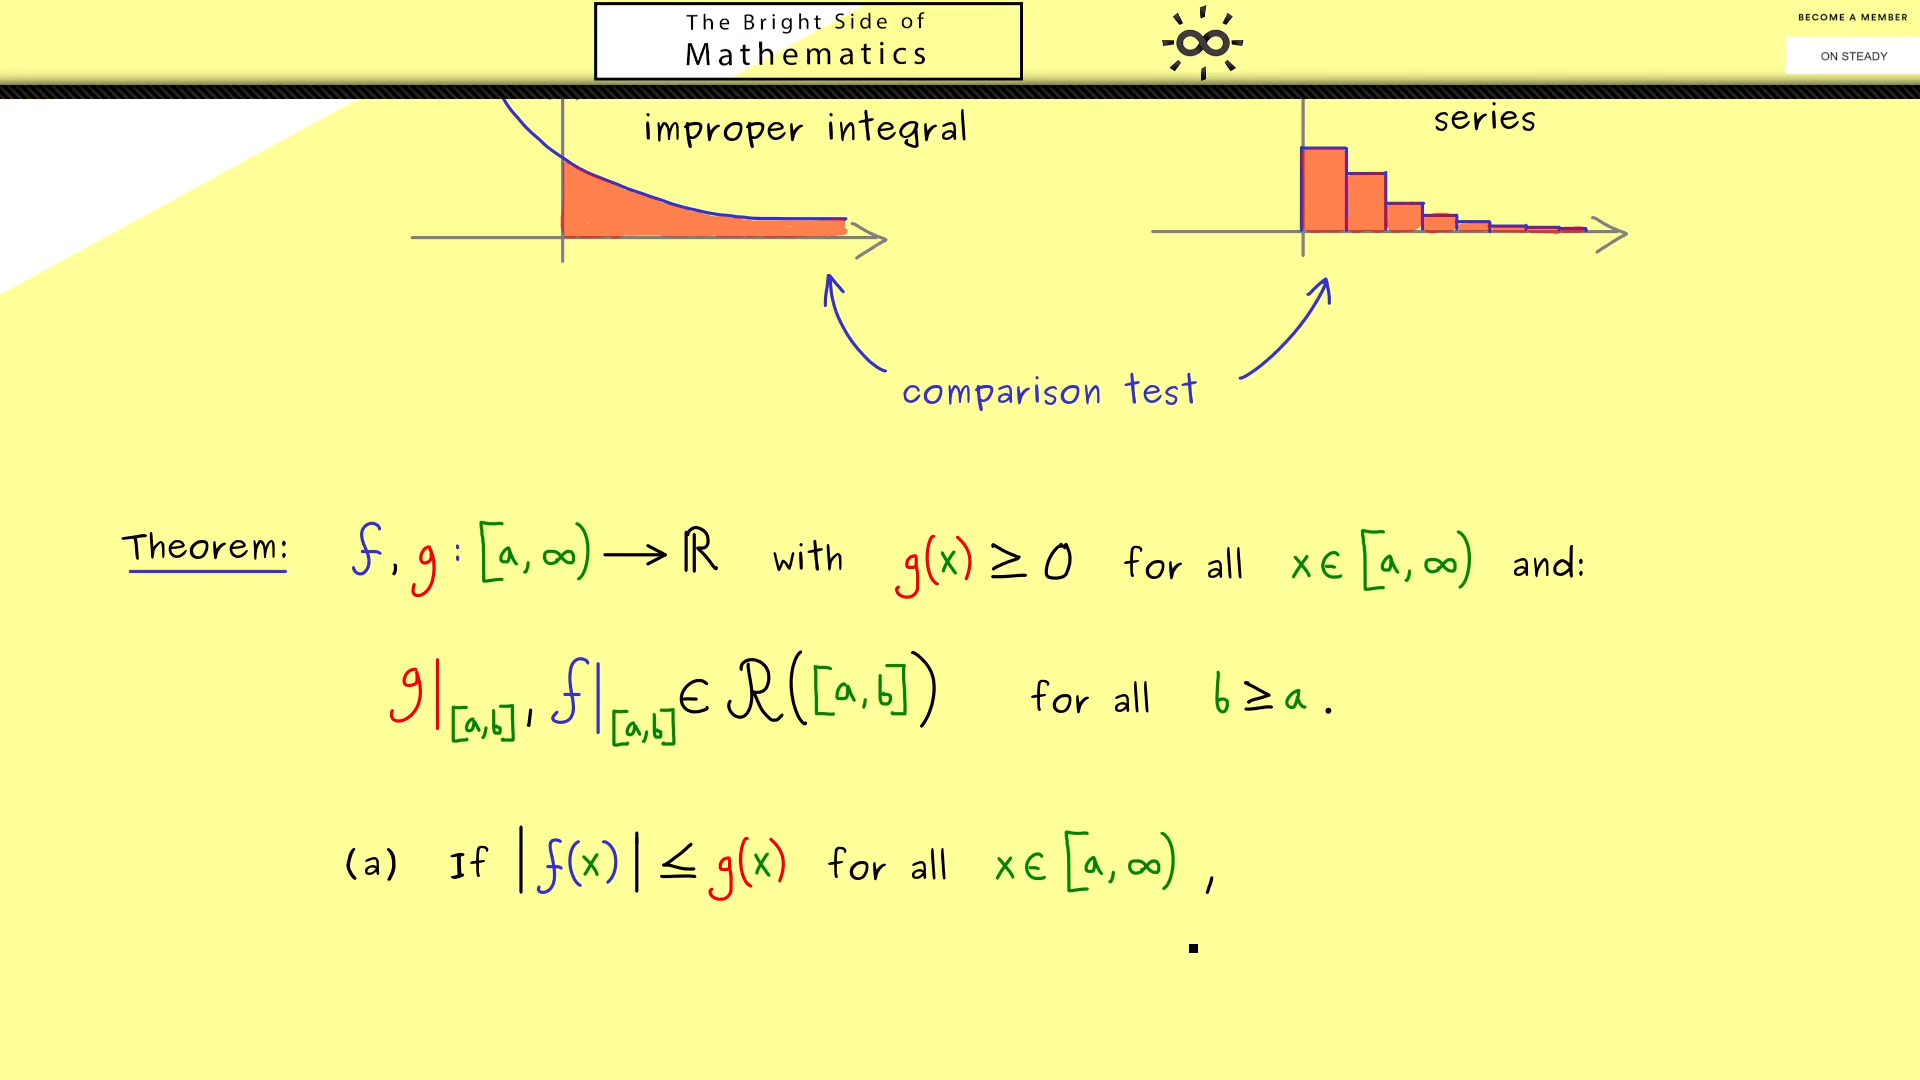 The Bright Side of
Mathematics
BECOME A MEMBER
ON STEADY
improper integral
series
comparison test
Theorem: f, g : [a, ∞) ⟶ ℝ with g(x) ≥ 0 for all x ∈ [a, ∞) and:
g|[a,b] , f|[a,b] ∈ ℛ([a,b]) for all b ≥ a .
(a) If |f(x)| ≤ g(x) for all x ∈ [a, ∞) ,